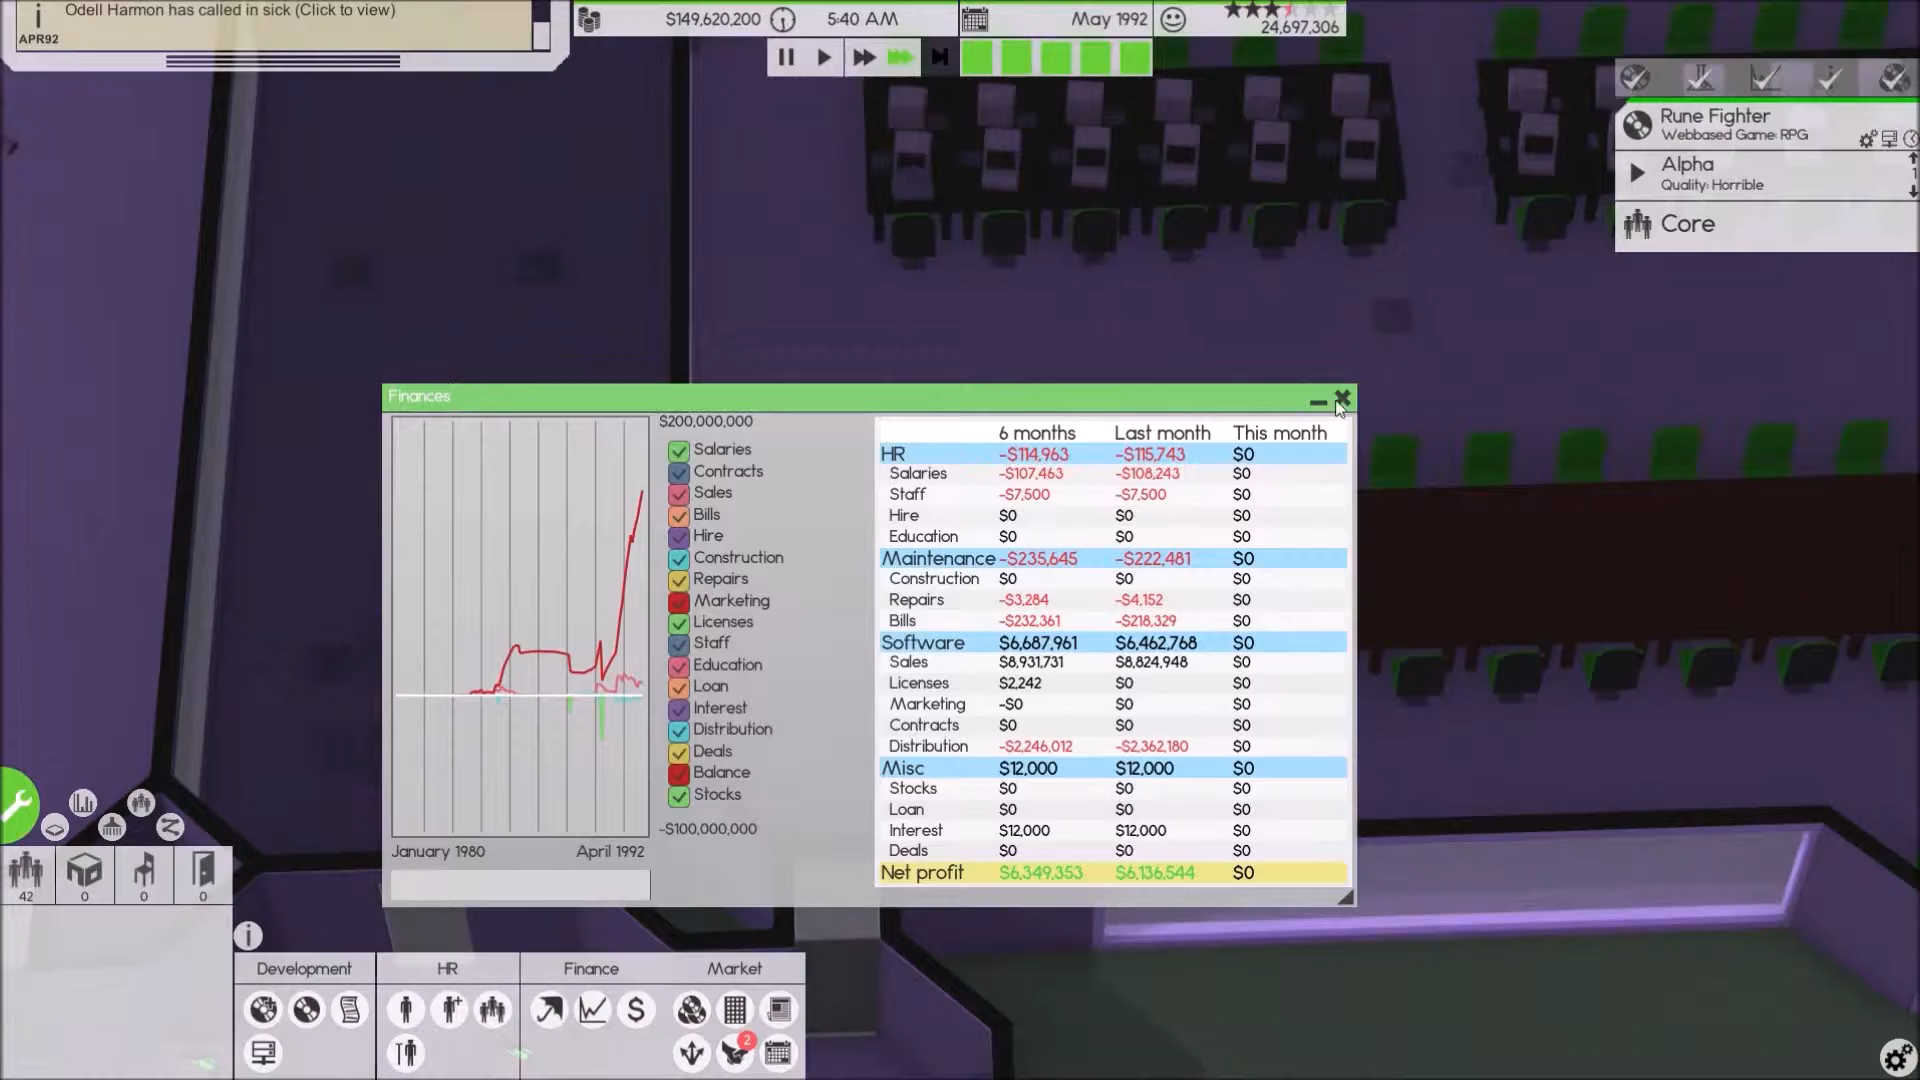 Odell Harmon has called in sick (Click to view)
APR92
$149,620,200
5:40 AM
May 1992
24,697,306
Rune Fighter
Webbased Game: RPG
Alpha
Quality: Horrible
1
Core
Finances
$200,000,000
Salaries
Contracts
Sales
Bills
Hire
Construction
Repairs
Marketing
Licenses
Staff
Education
Loan
Interest
Distribution
Deals
Balance
Stocks
-$100,000,000
January 1980 April 1992
6 months Last month This month
HR -$114,963 -$115,743 $0
Salaries -$107,463 -$108,243 $0
Staff -$7,500 -$7,500 $0
Hire $0 $0 $0
Education $0 $0 $0
Maintenance -$235,645 -$222,481 $0
Construction $0 $0 $0
Repairs -$3,284 -$4,152 $0
Bills -$232,361 -$218,329 $0
Software $6,687,961 $6,462,768 $0
Sales $8,931,731 $8,824,948 $0
Licenses $2,242 $0 $0
Marketing -$0 $0 $0
Contracts $0 $0 $0
Distribution -$2,246,012 -$2,362,180 $0
Misc $12,000 $12,000 $0
Stocks $0 $0 $0
Loan $0 $0 $0
Interest $12,000 $12,000 $0
Deals $0 $0 $0
Net profit $6,349,353 $6,136,544 $0
42 0 0 0
Development HR Finance Market
2